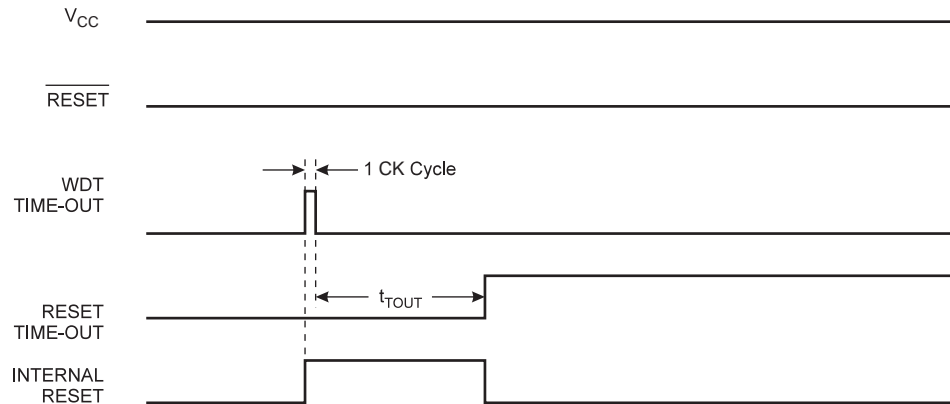 VCC
RESET
1 CK Cycle
WDT
TIME-OUT
tTOUT
RESET
TIME-OUT
INTERNAL
RESET